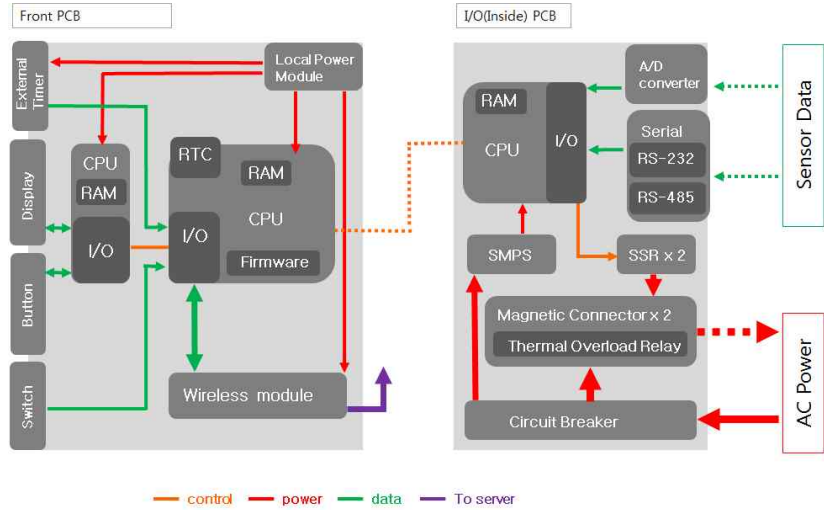 Front PCB
I/O(Inside) PCB
External
Timer
Local Power
Module
CPU
RAM
I/O
Display
Button
Switch
RTC
RAM
CPU
I/O
Firmware
Wireless module
RAM
CPU
I/O
A/D
converter
Serial
RS-232
RS-485
Sensor Data
SMPS
SSR x 2
Magnetic Connector x 2
Thermal Overload Relay
Circuit Breaker
AC Power
control
power
data
To server